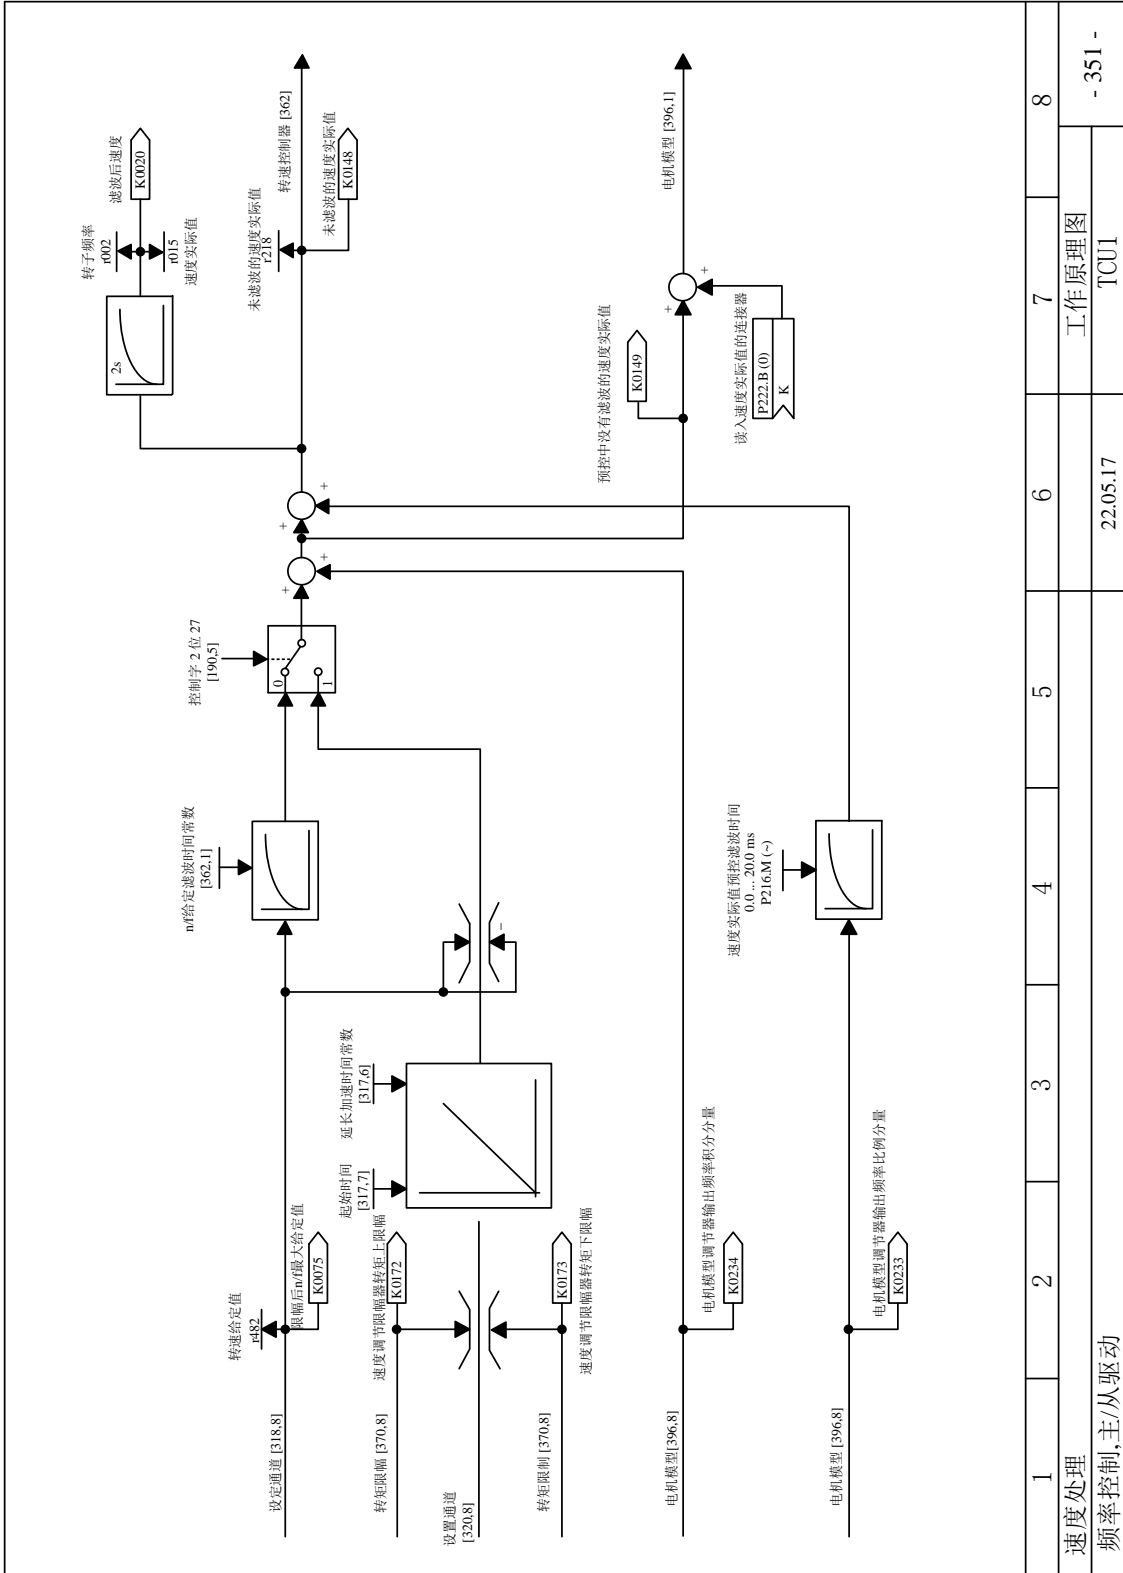 设定通道 [318,8]
转速给定值
r482
限幅后n/f最大给定值
K0075
n/f给定滤波时间常数
[362,1]
控制字 2 位 27
[190,5]
0
1
+
+
+
+
2s
转子频率
r002
r015
速度实际值
滤波后速度
K0020
未滤波的速度实际值
r218
转速控制器 [362]
未滤波的速度实际值
K0148
转矩限幅 [370,8]
速度调节限幅器转矩上限幅
K0172
设置通道
[320,8]
转矩限制 [370,8]
K0173
速度调节限幅器转矩下限幅
起始时间
[317,7]
延长加速时间常数
[317,6]
−
电机模型[396,8]
电机模型调节器输出频率积分分量
K0234
预控中没有滤波的速度实际值
K0149
+
+
电机模型 [396,1]
读入速度实际值的连接器
P222.B (0)
K
电机模型 [396,8]
电机模型调节器输出频率比例分量
K0233
速度实际值预控滤波时间
0.0 ... 20.0 ms
P216.M (~)
1
2
3
4
5
6
7
8
速度处理
频率控制,主/从驱动
22.05.17
工作原理图
TCU1
- 351 -